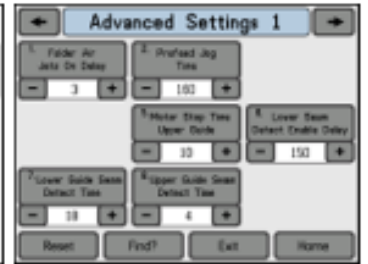 Advanced Settings 1
1. Folder Air
Jets On Delay
- 3 +
2. Prefeed Jog
Time
- 160 +
5. Motor Stop Time
Upper Guide
- 10 +
6. Lower Seam
Detect Enable Delay
- 150 +
7. Lower Guide Seam
Detect Time
- 18 +
8. Upper Guide Seam
Detect Time
- 4 +
Reset Find? Exit Home